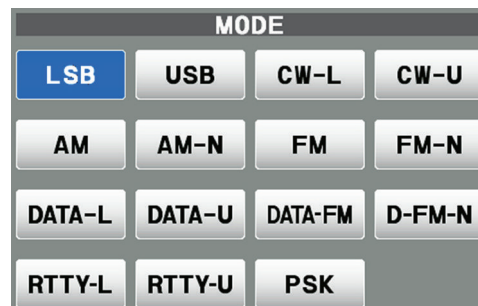 MODE
LSB USB CW-L CW-U
AM AM-N FM FM-N
DATA-L DATA-U DATA-FM D-FM-N
RTTY-L RTTY-U PSK